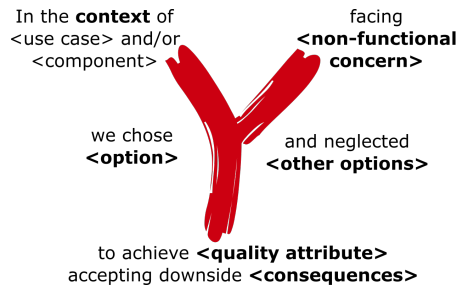 In the context of
<use case> and/or
<component>
facing
<non-functional
concern>
we chose
<option>
and neglected
<other options>
to achieve <quality attribute>
accepting downside <consequences>